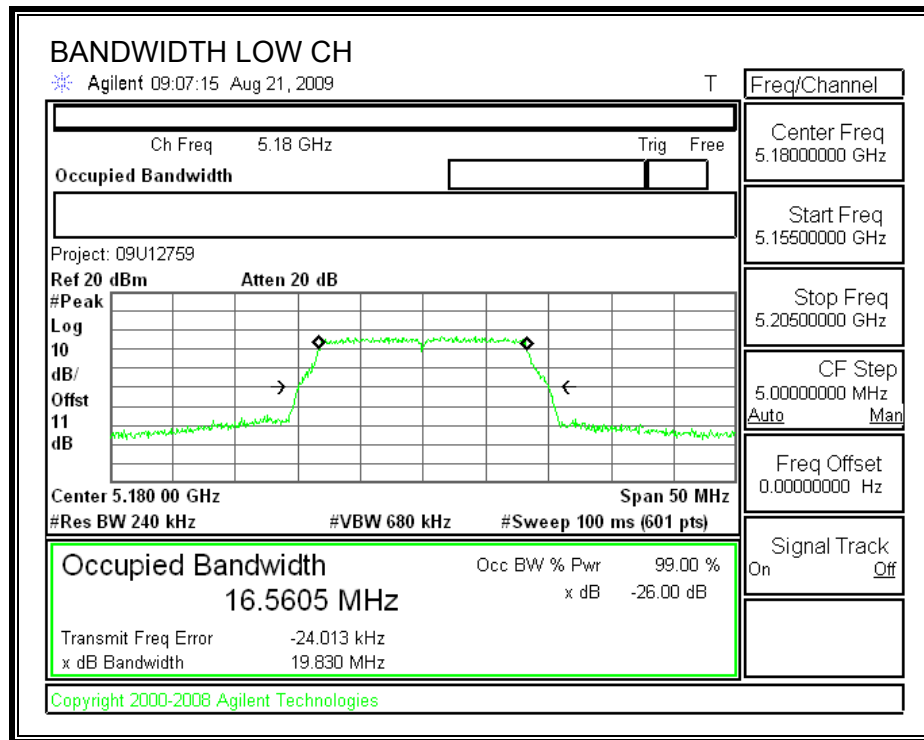 BANDWIDTH LOW CH
Agilent 09:07:15 Aug 21, 2009 T
Freq/Channel
Ch Freq 5.18 GHz Trig Free
Occupied Bandwidth
Center Freq
5.18000000 GHz
Start Freq
5.15500000 GHz
Stop Freq
5.20500000 GHz
CF Step
5.00000000 MHz
Auto Man
Freq Offset
0.00000000 Hz
Signal Track
On Off
Project: 09U12759
Ref 20 dBm Atten 20 dB
#Peak
Log
10
dB/
Offst
11
dB
Center 5.180 00 GHz Span 50 MHz
#Res BW 240 kHz #VBW 680 kHz #Sweep 100 ms (601 pts)
Occupied Bandwidth
16.5605 MHz
Occ BW % Pwr 99.00 %
x dB -26.00 dB
Transmit Freq Error -24.013 kHz
x dB Bandwidth 19.830 MHz
Copyright 2000-2008 Agilent Technologies